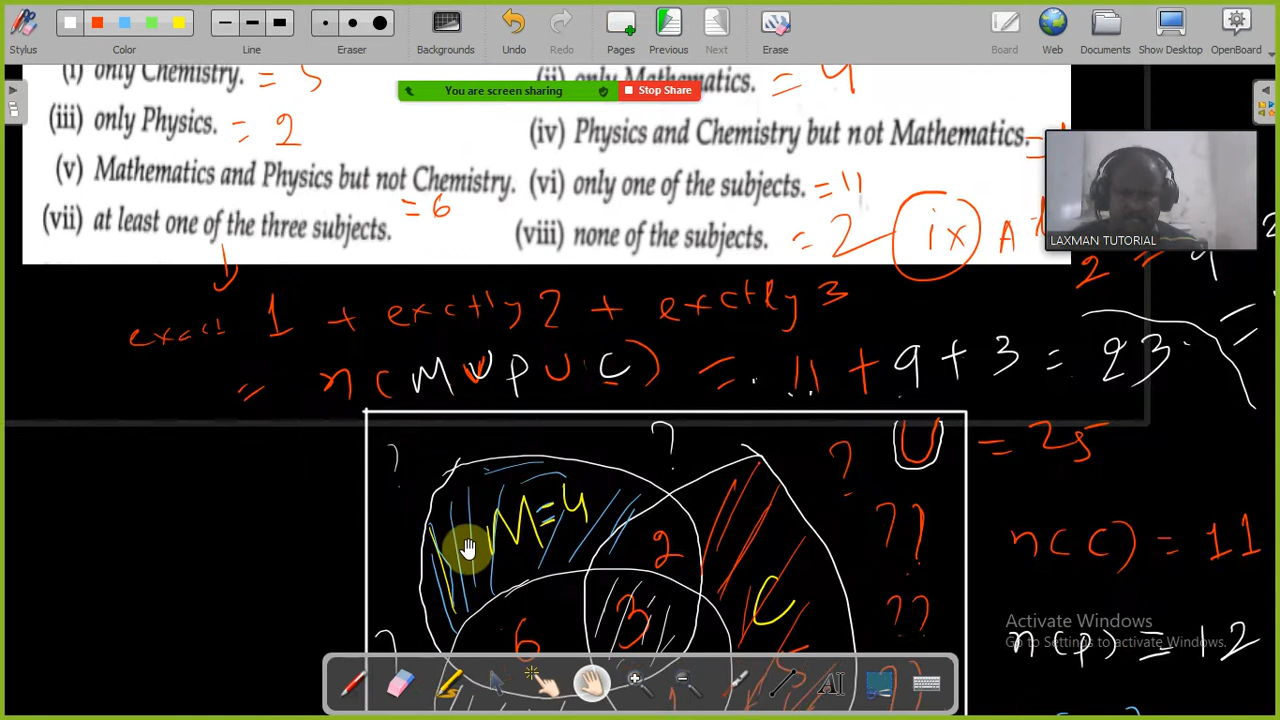 Stylus Color Line Eraser Backgrounds Undo Redo Pages Previous Next Erase Board Web Documents Show Desktop OpenBoard
You are screen sharing Stop Share
(i) only Chemistry. = 5 (ii) only Mathematics. = 4
(iii) only Physics. = 2 (iv) Physics and Chemistry but not Mathematics. =
(v) Mathematics and Physics but not Chemistry. = 6 (vi) only one of the subjects. = 11
(vii) at least one of the three subjects. (viii) none of the subjects. = 2 ix A
LAXMAN TUTORIAL
2 = 9
exact 1 + exctly 2 + exctly 3
= n(M∪P∪C) = 11 + 9 + 3 = 23 =
? ? ? U = 25
M=4 2 ??
n(C) = 11
C
6 3 ??
Activate Windows
Go to Settings to activate Windows.
? n(P) = 12
AI